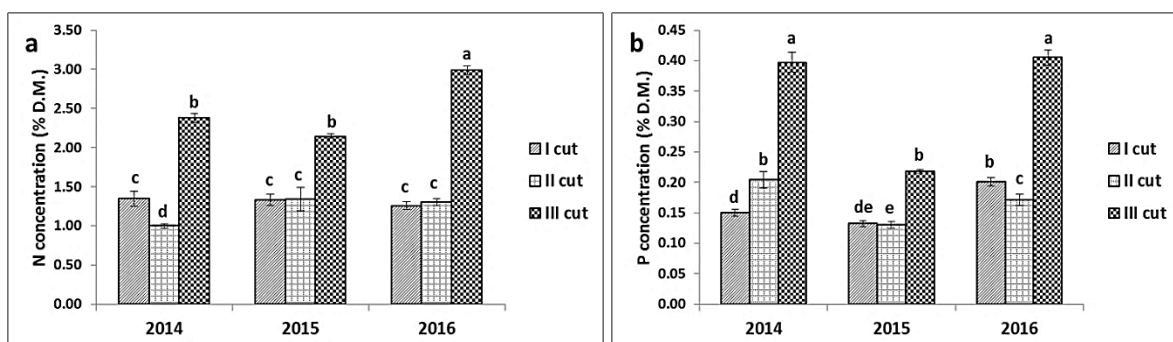 a
N concentration (% D.M.)
3.50
3.00
2.50
2.00
1.50
1.00
0.50
0.00
c
d
b
c
c
b
c
c
a
2014
2015
2016
I cut
II cut
III cut
b
P concentration (% D.M.)
0.45
0.40
0.35
0.30
0.25
0.20
0.15
0.10
0.05
0.00
d
b
a
de
e
b
b
c
a
2014
2015
2016
I cut
II cut
III cut